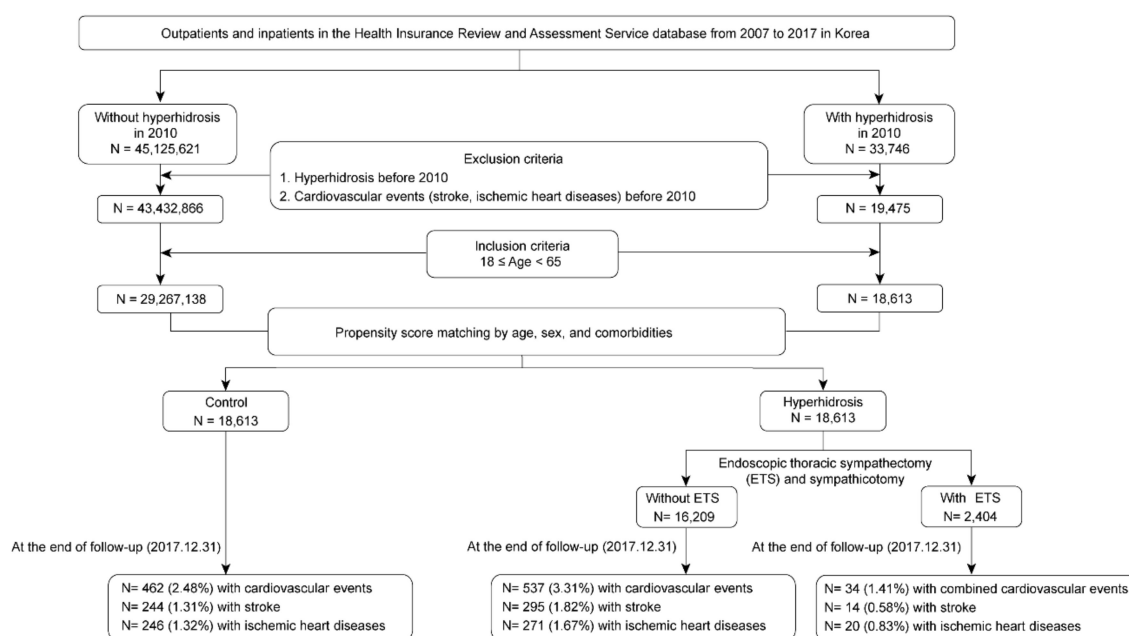 Outpatients and inpatients in the Health Insurance Review and Assessment Service database from 2007 to 2017 in Korea
Without hyperhidrosis
in 2010
N = 45,125,621
With hyperhidrosis
in 2010
N = 33,746
Exclusion criteria
1. Hyperhidrosis before 2010
2. Cardiovascular events (stroke, ischemic heart diseases) before 2010
N = 43,432,866
N = 19,475
Inclusion criteria
18 ≤ Age < 65
N = 29,267,138
N = 18,613
Propensity score matching by age, sex, and comorbidities
Control
N = 18,613
Hyperhidrosis
N = 18,613
Endoscopic thoracic sympathectomy
(ETS) and sympathicotomy
Without ETS
N= 16,209
With ETS
N= 2,404
At the end of follow-up (2017.12.31)
At the end of follow-up (2017.12.31)
At the end of follow-up (2017.12.31)
N= 462 (2.48%) with cardiovascular events
N= 244 (1.31%) with stroke
N= 246 (1.32%) with ischemic heart diseases
N= 537 (3.31%) with cardiovascular events
N= 295 (1.82%) with stroke
N= 271 (1.67%) with ischemic heart diseases
N= 34 (1.41%) with combined cardiovascular events
N= 14 (0.58%) with stroke
N= 20 (0.83%) with ischemic heart diseases